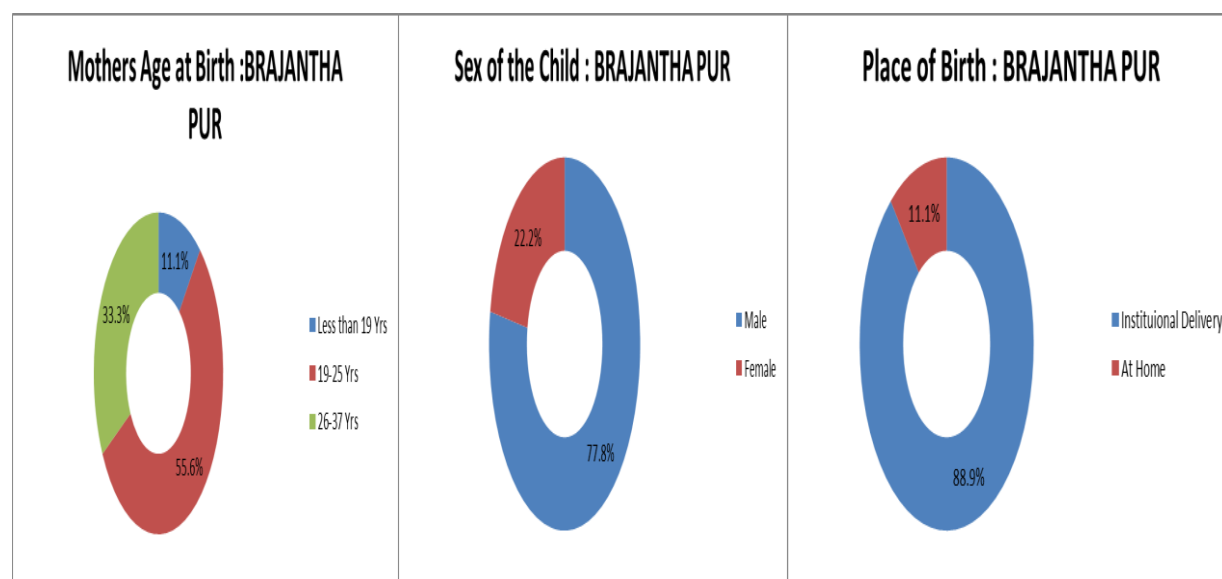 Mothers Age at Birth :BRAJANTHA
PUR
11.1%
33.3%
55.6%
Less than 19 Yrs
19-25 Yrs
26-37 Yrs
Sex of the Child : BRAJANTHA PUR
22.2%
77.8%
Male
Female
Place of Birth : BRAJANTHA PUR
11.1%
88.9%
Instituional Delivery
At Home